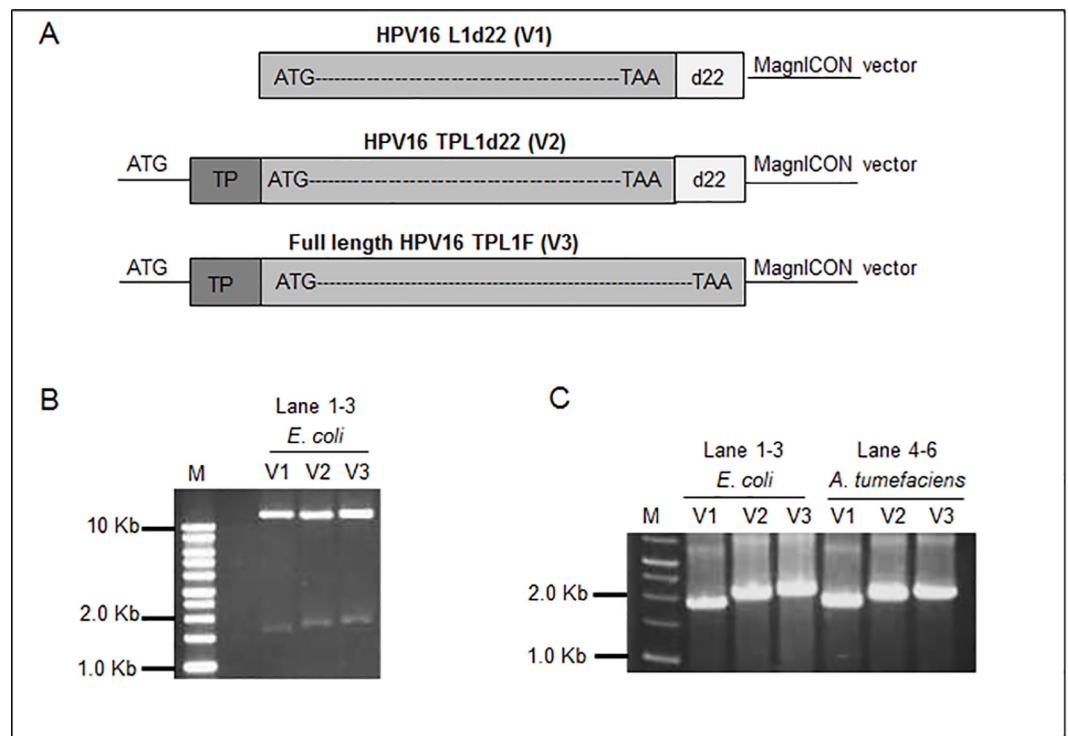 A
HPV16 L1d22 (V1)
ATG--------------------------------------TAA d22 MagnICON vector
HPV16 TPL1d22 (V2)
ATG TP ATG--------------------------------------TAA d22 MagnICON vector
Full length HPV16 TPL1F (V3)
ATG TP ATG----------------------------------------------TAA MagnICON vector
B
Lane 1-3
E. coli
M V1 V2 V3
10 Kb
2.0 Kb
1.0 Kb
C
Lane 1-3 Lane 4-6
E. coli A. tumefaciens
M V1 V2 V3 V1 V2 V3
2.0 Kb
1.0 Kb